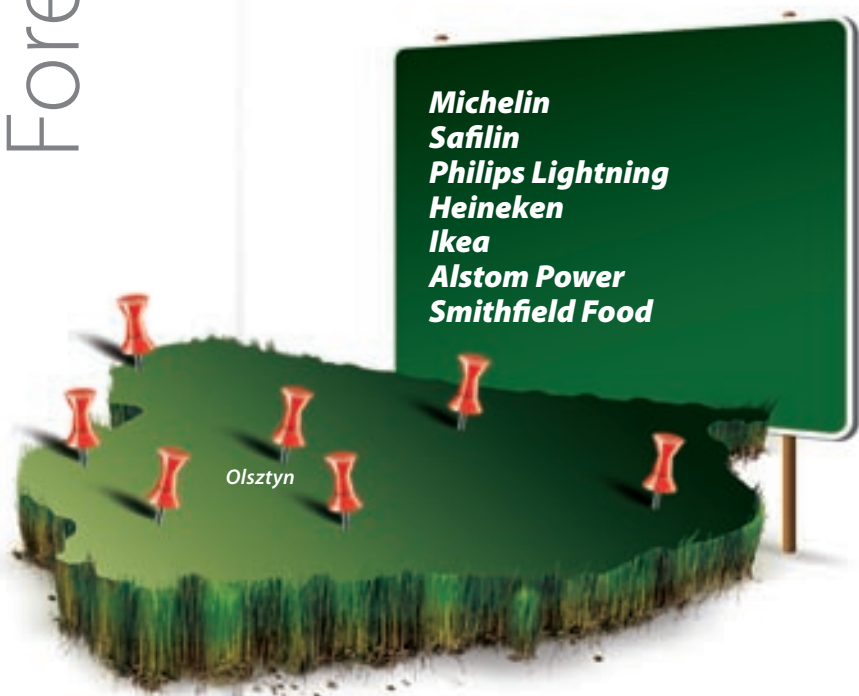 Fore
Michelin
Safilin
Philips Lightning
Heineken
Ikea
Alstom Power
Smithfield Food
Olsztyn